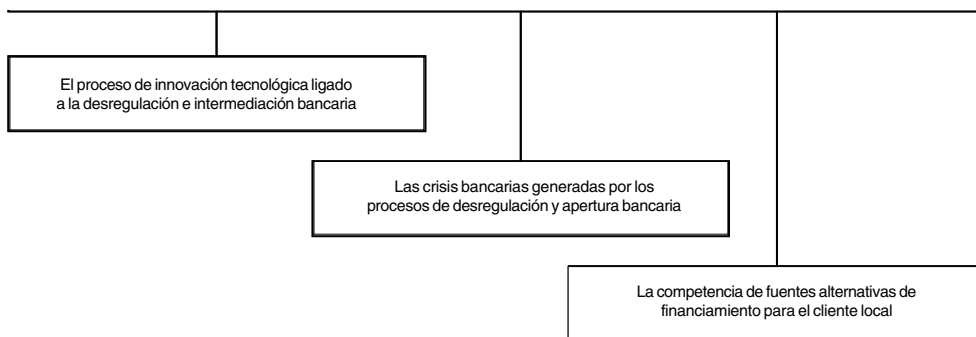 El proceso de innovación tecnológica ligado
a la desregulación e intermediación bancaria
Las crisis bancarias generadas por los
procesos de desregulación y apertura bancaria
La competencia de fuentes alternativas de
financiamiento para el cliente local